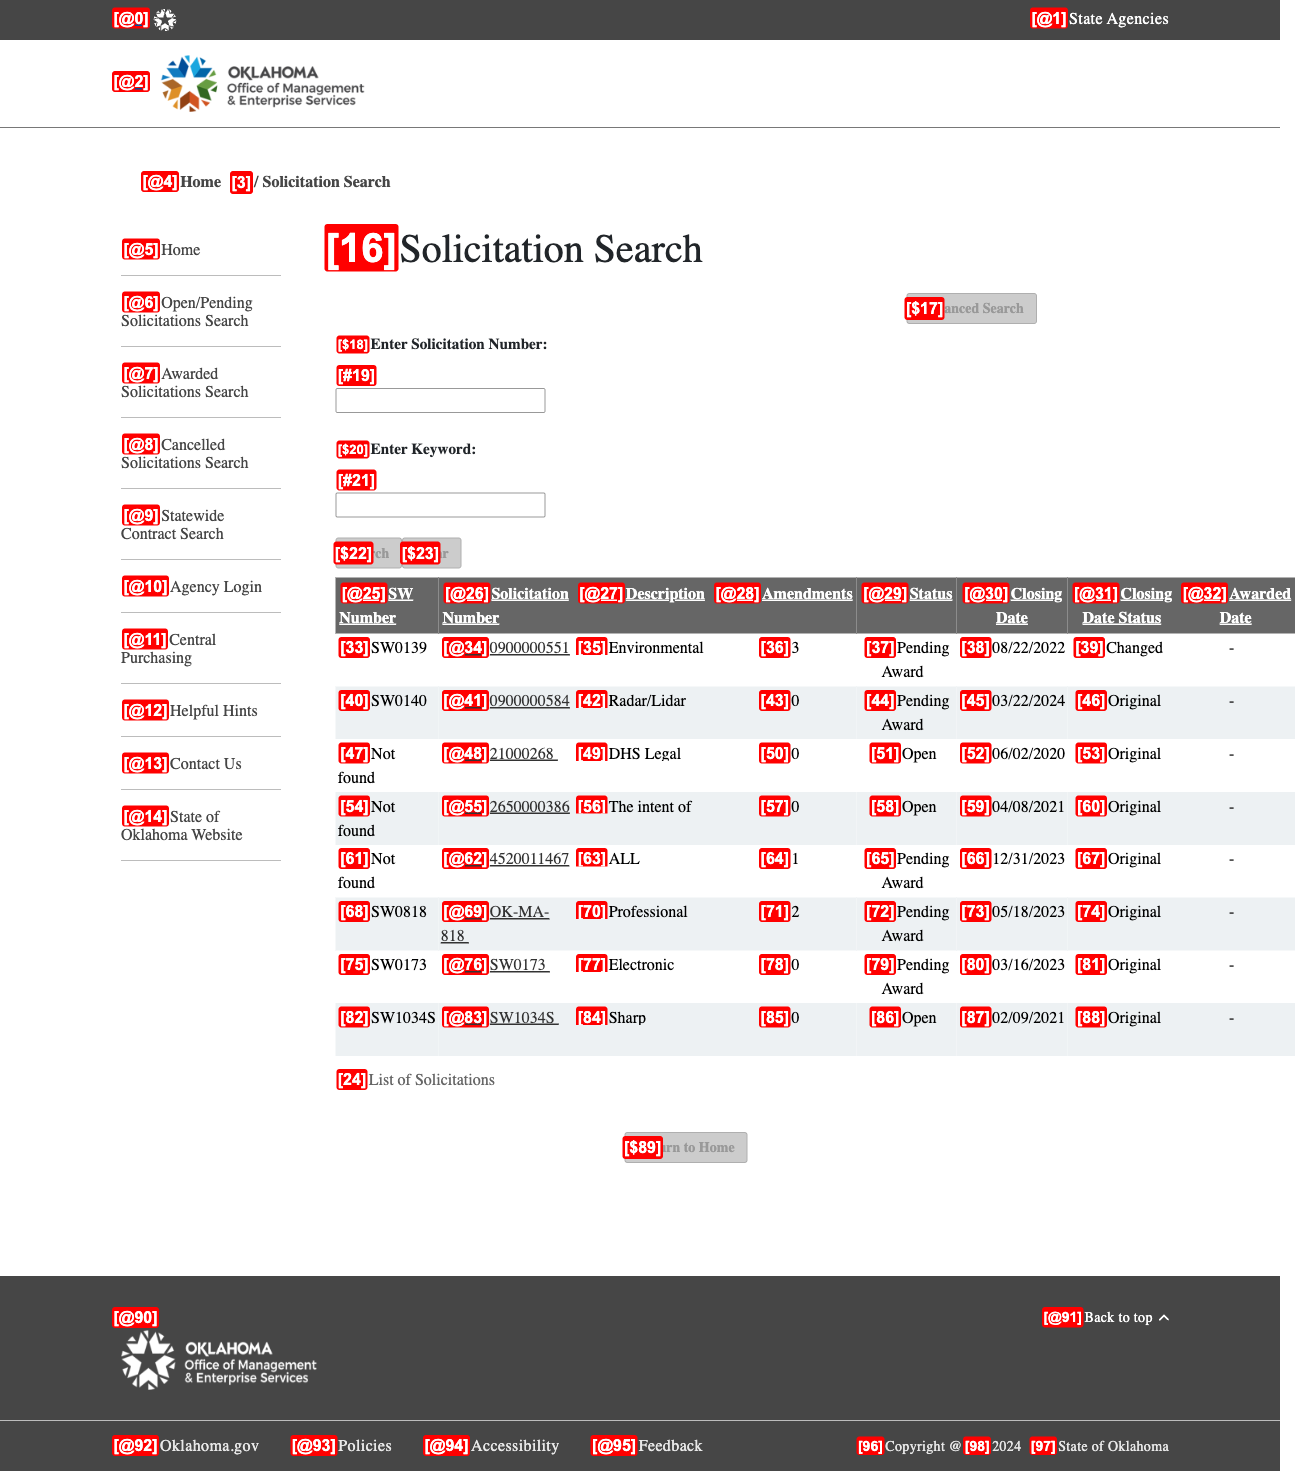 [@0] [@1] State Agencies
[@2] OKLAHOMA
Office of Management
& Enterprise Services
[@4] Home [3] / Solicitation Search
[@5] Home
[@6] Open/Pending
Solicitations Search
[@7] Awarded
Solicitations Search
[@8] Cancelled
Solicitations Search
[@9] Statewide
Contract Search
[@10] Agency Login
[@11] Central
Purchasing
[@12] Helpful Hints
[@13] Contact Us
[@14] State of
Oklahoma Website
[16] Solicitation Search
[$17] anced Search
[$18] Enter Solicitation Number:
[#19]
[$20] Enter Keyword:
[#21]
[$22] ch [$23] r
[@25] SW Number [@26] Solicitation Number [@27] Description [@28] Amendments [@29] Status [@30] Closing Date [@31] Closing Date Status [@32] Awarded Date
[33] SW0139 [@34] 0900000551 [35] Environmental [36] 3 [37] Pending Award [38] 08/22/2022 [39] Changed -
[40] SW0140 [@41] 0900000584 [42] Radar/Lidar [43] 0 [44] Pending Award [45] 03/22/2024 [46] Original -
[47] Not found [@48] 21000268 [49] DHS Legal [50] 0 [51] Open [52] 06/02/2020 [53] Original -
[54] Not found [@55] 2650000386 [56] The intent of [57] 0 [58] Open [59] 04/08/2021 [60] Original -
[61] Not found [@62] 4520011467 [63] ALL [64] 1 [65] Pending Award [66] 12/31/2023 [67] Original -
[68] SW0818 [@69] OK-MA-818 [70] Professional [71] 2 [72] Pending Award [73] 05/18/2023 [74] Original -
[75] SW0173 [@76] SW0173 [77] Electronic [78] 0 [79] Pending Award [80] 03/16/2023 [81] Original -
[82] SW1034S [@83] SW1034S [84] Sharp [85] 0 [86] Open [87] 02/09/2021 [88] Original -
[24] List of Solicitations
[$89] rn to Home
[@90] [@91] Back to top
OKLAHOMA
Office of Management
& Enterprise Services
[@92] Oklahoma.gov [@93] Policies [@94] Accessibility [@95] Feedback [96] Copyright @ [98] 2024 [97] State of Oklahoma